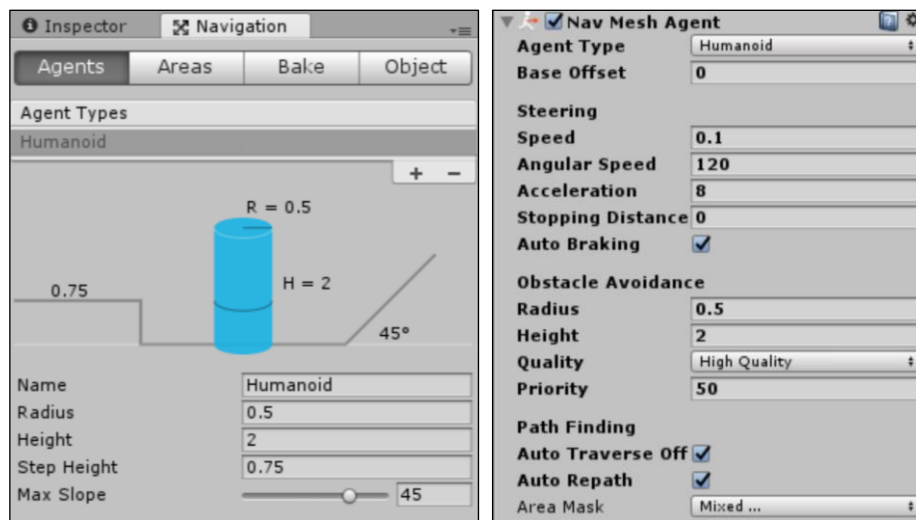 Inspector Navigation
Agents Areas Bake Object
Agent Types
Humanoid
+ −
R = 0.5
0.75
H = 2
45°
Name Humanoid
Radius 0.5
Height 2
Step Height 0.75
Max Slope 45
Nav Mesh Agent
Agent Type Humanoid
Base Offset 0
Steering
Speed 0.1
Angular Speed 120
Acceleration 8
Stopping Distance 0
Auto Braking
Obstacle Avoidance
Radius 0.5
Height 2
Quality High Quality
Priority 50
Path Finding
Auto Traverse Off
Auto Repath
Area Mask Mixed ...